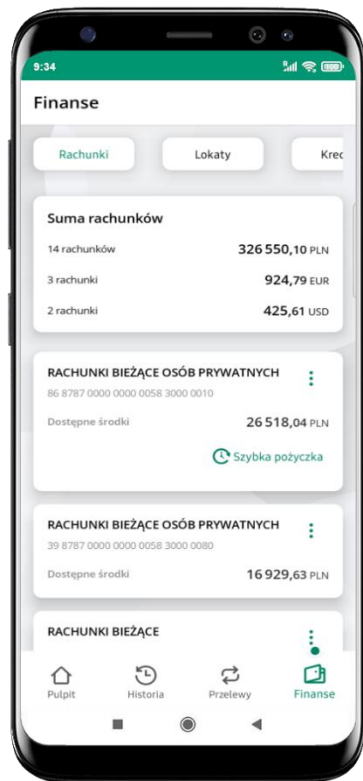 9:34
Finanse
Rachunki Lokaty Kred
Suma rachunków
14 rachunków 326 550,10 PLN
3 rachunki 924,79 EUR
2 rachunki 425,61 USD
RACHUNKI BIEŻĄCE OSÓB PRYWATNYCH
86 8787 0000 0000 0058 3000 0010
Dostępne środki 26 518,04 PLN
Szybka pożyczka
RACHUNKI BIEŻĄCE OSÓB PRYWATNYCH
39 8787 0000 0000 0058 3000 0080
Dostępne środki 16 929,63 PLN
RACHUNKI BIEŻĄCE
Pulpit Historia Przelewy Finanse